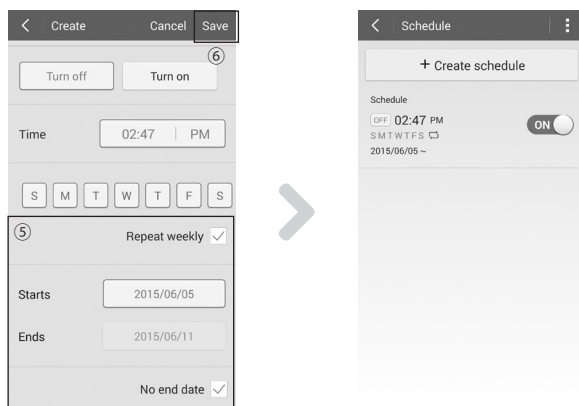 Create Cancel Save
⑥
Turn off Turn on
Time 02:47 PM
S M T W T F S
⑤
Repeat weekly
Starts 2015/06/05
Ends 2015/06/11
No end date
Schedule
+ Create schedule
Schedule
OFF 02:47 PM
ON
S M T W T F S
2015/06/05 ~